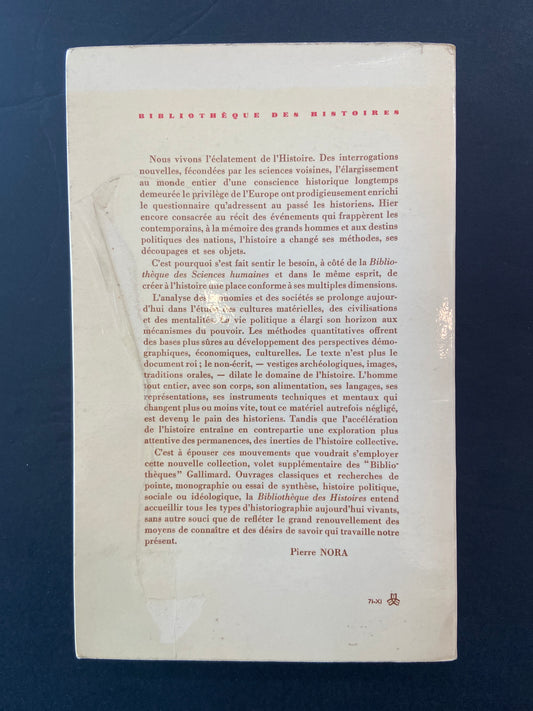 BIBLIOTHÈQUE DES HISTOIRES
Nous vivons l'éclatement de l'Histoire. Des interrogations
nouvelles, fécondées par les sciences voisines, l'élargissement
au monde entier d'une conscience historique longtemps
demeurée le privilège de l'Europe ont prodigieusement enrichi
le questionnaire qu'adressent au passé les historiens. Hier
encore consacrée au récit des événements qui frappèrent les
contemporains, à la mémoire des grands hommes et aux destins
politiques des nations, l'histoire a changé ses méthodes, ses
découpages et ses objets.
C'est pourquoi s'est fait sentir le besoin, à côté de la Biblio-
thèque des Sciences humaines et dans le même esprit, de
créer à l'histoire une place conforme à ses multiples dimensions.
L'analyse des économies et des sociétés se prolonge aujour-
d'hui dans l'étude des cultures matérielles, des civilisations
et des mentalités. La vie politique a élargi son horizon aux
mécanismes du pouvoir. Les méthodes quantitatives offrent
des bases plus sûres au développement des perspectives démo-
graphiques, économiques, culturelles. Le texte n'est plus le
document roi ; le non-écrit, — vestiges archéologiques, images,
traditions orales, — dilate le domaine de l'histoire. L'homme
tout entier, avec son corps, son alimentation, ses langages, ses
représentations, ses instruments techniques et mentaux qui
changent plus ou moins vite, tout ce matériel autrefois négligé,
est devenu le pain des historiens. Tandis que l'accélération
de l'histoire entraîne en contrepartie une exploration plus
attentive des permanences, des inerties de l'histoire collective.
C'est à épouser ces mouvements que voudrait s'employer
cette nouvelle collection, volet supplémentaire des "Biblio-
thèques" Gallimard. Ouvrages classiques et recherches de
pointe, monographie ou essai de synthèse, histoire politique,
sociale ou idéologique, la Bibliothèque des Histoires entend
accueillir tous les types d'historiographie aujourd'hui vivants,
sans autre souci que de refléter le grand renouvellement des
moyens de connaître et des désirs de savoir qui travaille notre
présent.
Pierre NORA
71-XI